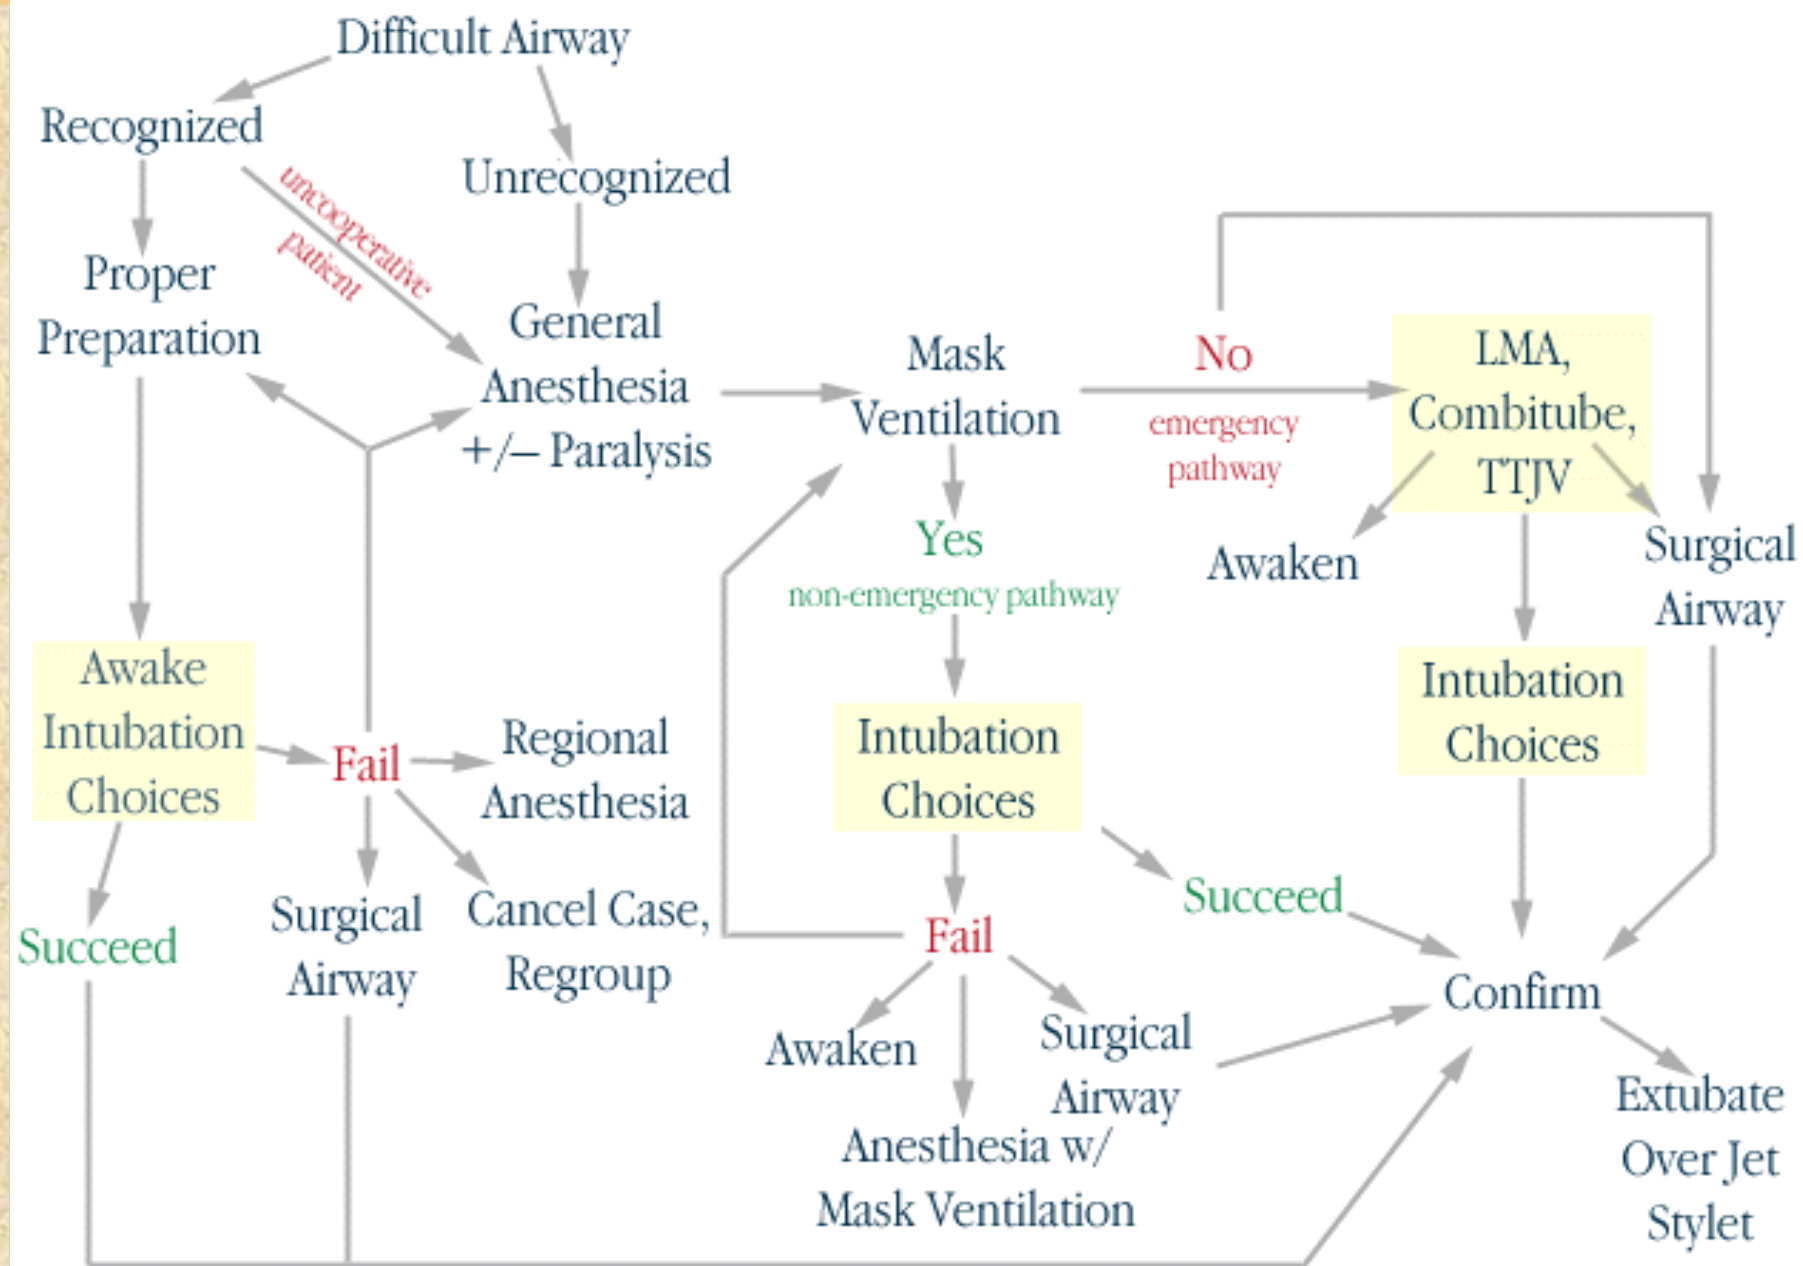 Difficult Airway
Recognized
Unrecognized
uncooperative
patient
Proper
Preparation
General
Anesthesia
+/– Paralysis
Mask
Ventilation
No
emergency
pathway
LMA,
Combitube,
TTJV
Yes
non-emergency pathway
Awaken
Surgical
Airway
Awake
Intubation
Choices
Fail
Regional
Anesthesia
Intubation
Choices
Intubation
Choices
Succeed
Surgical
Airway
Cancel Case,
Regroup
Fail
Succeed
Awaken
Surgical
Airway
Anesthesia w/
Mask Ventilation
Confirm
Extubate
Over Jet
Stylet